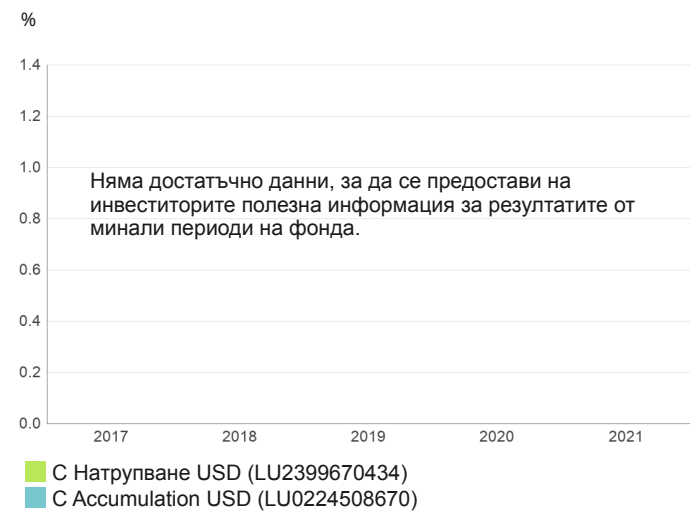 %
1.4
1.2
1.0
Няма достатъчно данни, за да се предостави на
инвеститорите полезна информация за резултатите от
минали периоди на фонда.
0.8
0.6
0.4
0.2
0.0
2017 2018 2019 2020 2021
C Натрупване USD (LU2399670434)
C Accumulation USD (LU0224508670)